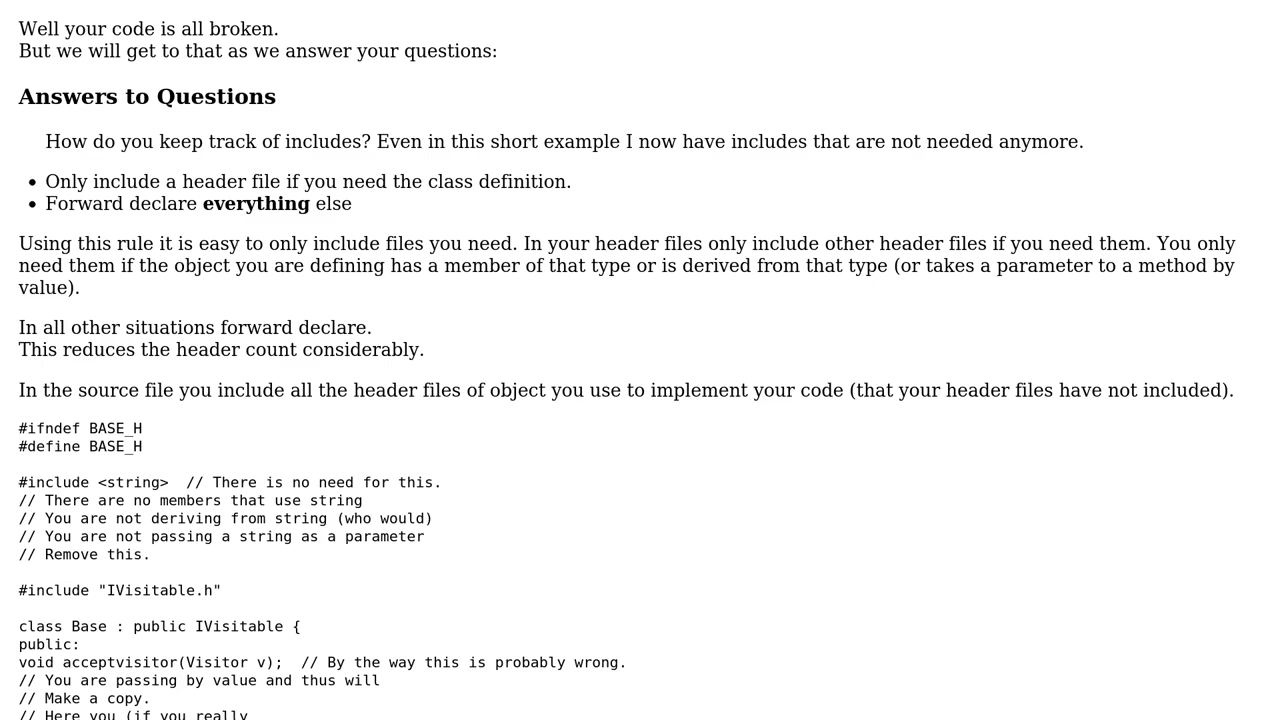 Well your code is all broken.
But we will get to that as we answer your questions:
Answers to Questions
How do you keep track of includes? Even in this short example I now have includes that are not needed anymore.
• Only include a header file if you need the class definition.
• Forward declare everything else
Using this rule it is easy to only include files you need. In your header files only include other header files if you need them. You only
need them if the object you are defining has a member of that type or is derived from that type (or takes a parameter to a method by
value).
In all other situations forward declare.
This reduces the header count considerably.
In the source file you include all the header files of object you use to implement your code (that your header files have not included).
#ifndef BASE_H
#define BASE_H
#include <string>  // There is no need for this.
// There are no members that use string
// You are not deriving from string (who would)
// You are not passing a string as a parameter
// Remove this.
#include "IVisitable.h"
class Base : public IVisitable {
public:
void acceptvisitor(Visitor v);  // By the way this is probably wrong.
// You are passing by value and thus will
// Make a copy.
// Here you (if you really